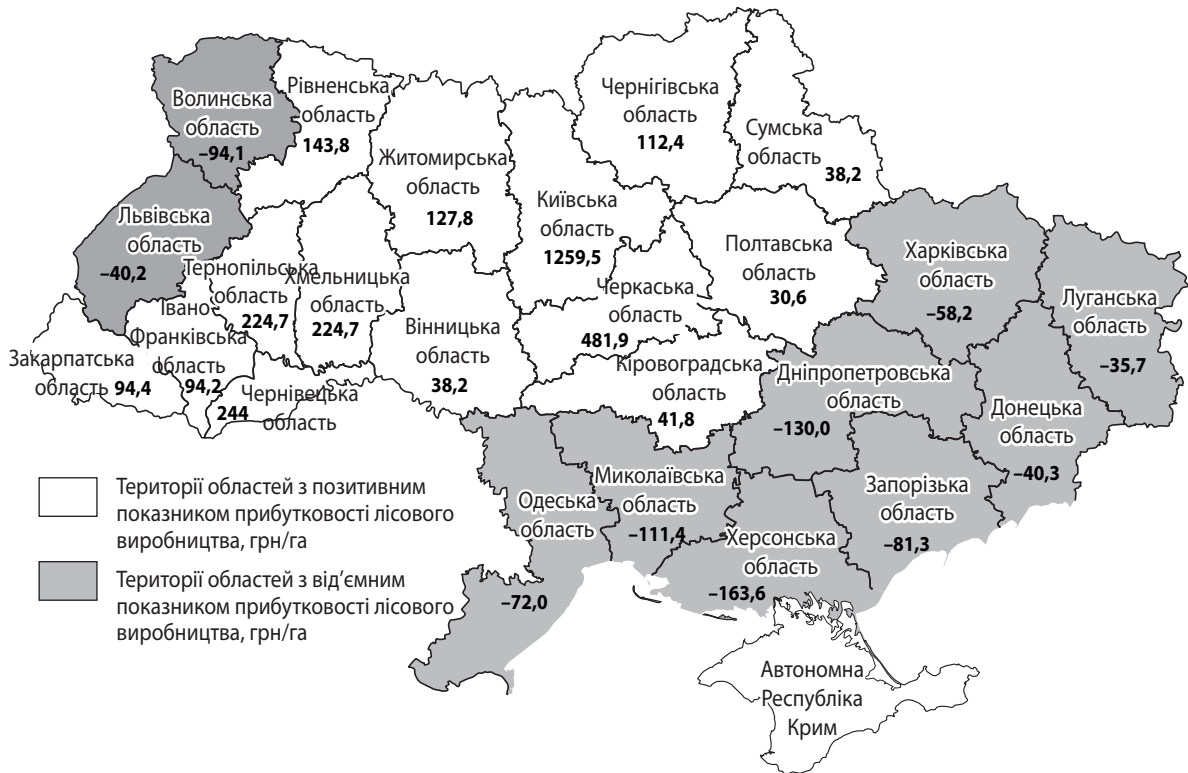 Волинська
область
–94,1
Рівненська
область
143,8
Житомирська
область
127,8
Київська
область
1259,5
Чернігівська
область
112,4
Сумська
область
38,2
Львівська
область
–40,2
Тернопільська
область
224,7
Хмельницька
область
224,7
Вінницька
область
38,2
Черкаська
область
481,9
Полтавська
область
30,6
Харківська
область
–58,2
Луганська
область
–35,7
Закарпатська
область 94,4
Івано-
Франківська
область
94,2
Чернівецька
область
244
Кіровоградська
область
41,8
Дніпропетровська
область
–130,0
Донецька
область
–40,3
Одеська
область
–72,0
Миколаївська
область
–111,4
Херсонська
область
–163,6
Запорізька
область
–81,3
Автономна
Республіка
Крим
Території областей з позитивним
показником прибутковості лісового
виробництва, грн/га
Території областей з від’ємним
показником прибутковості лісового
виробництва, грн/га